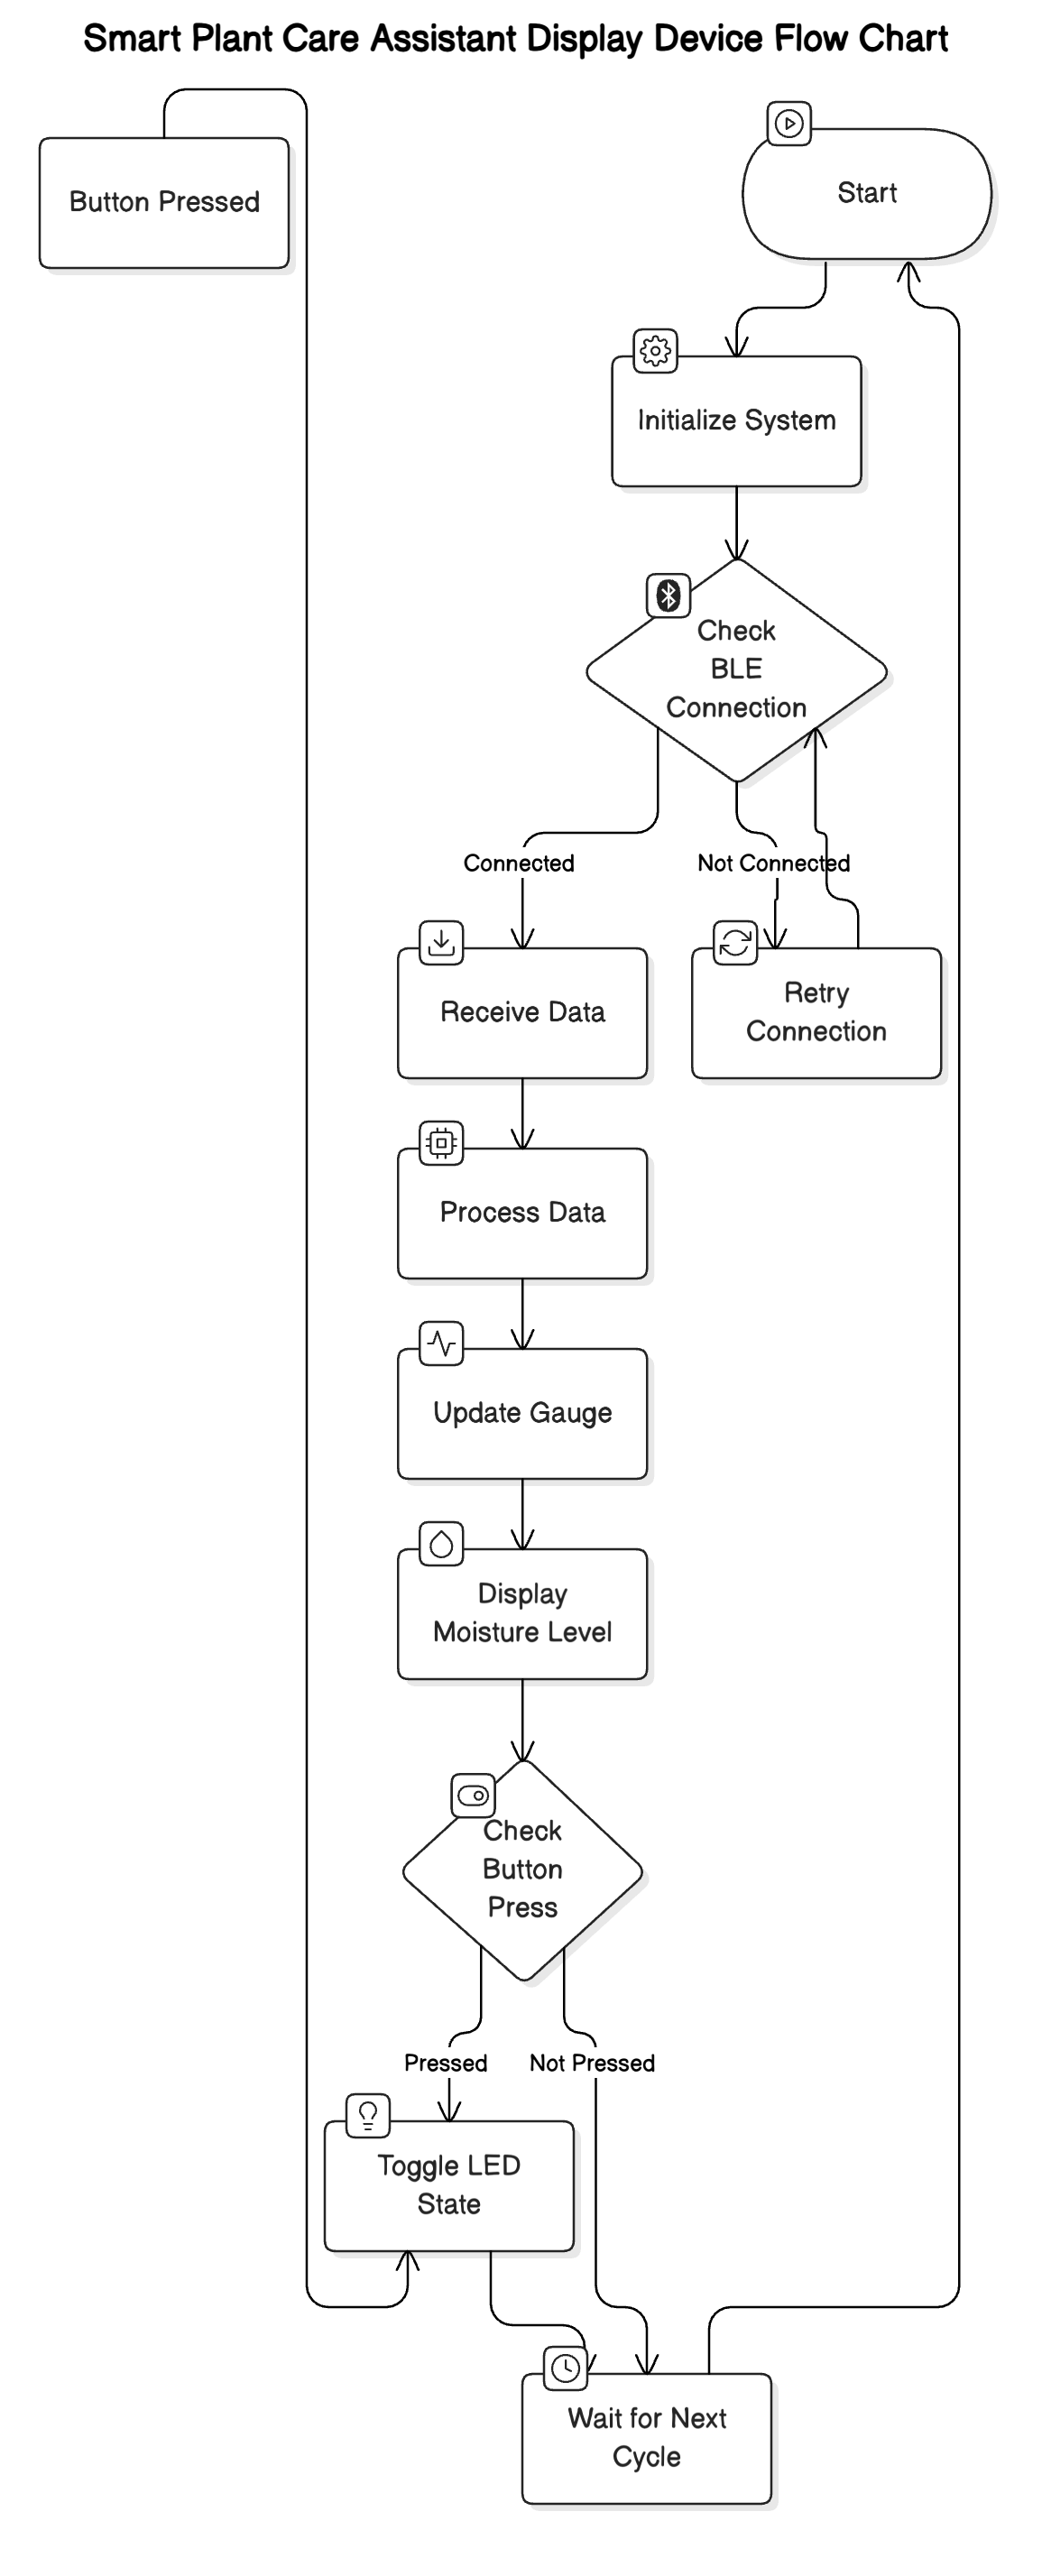 Smart Plant Care Assistant Display Device Flow Chart
Button Pressed
Start
Initialize System
Check
BLE
Connection
Connected
Not Connected
Receive Data
Retry
Connection
Process Data
Update Gauge
Display
Moisture Level
Check
Button
Press
Pressed
Not Pressed
Toggle LED
State
Wait for Next
Cycle